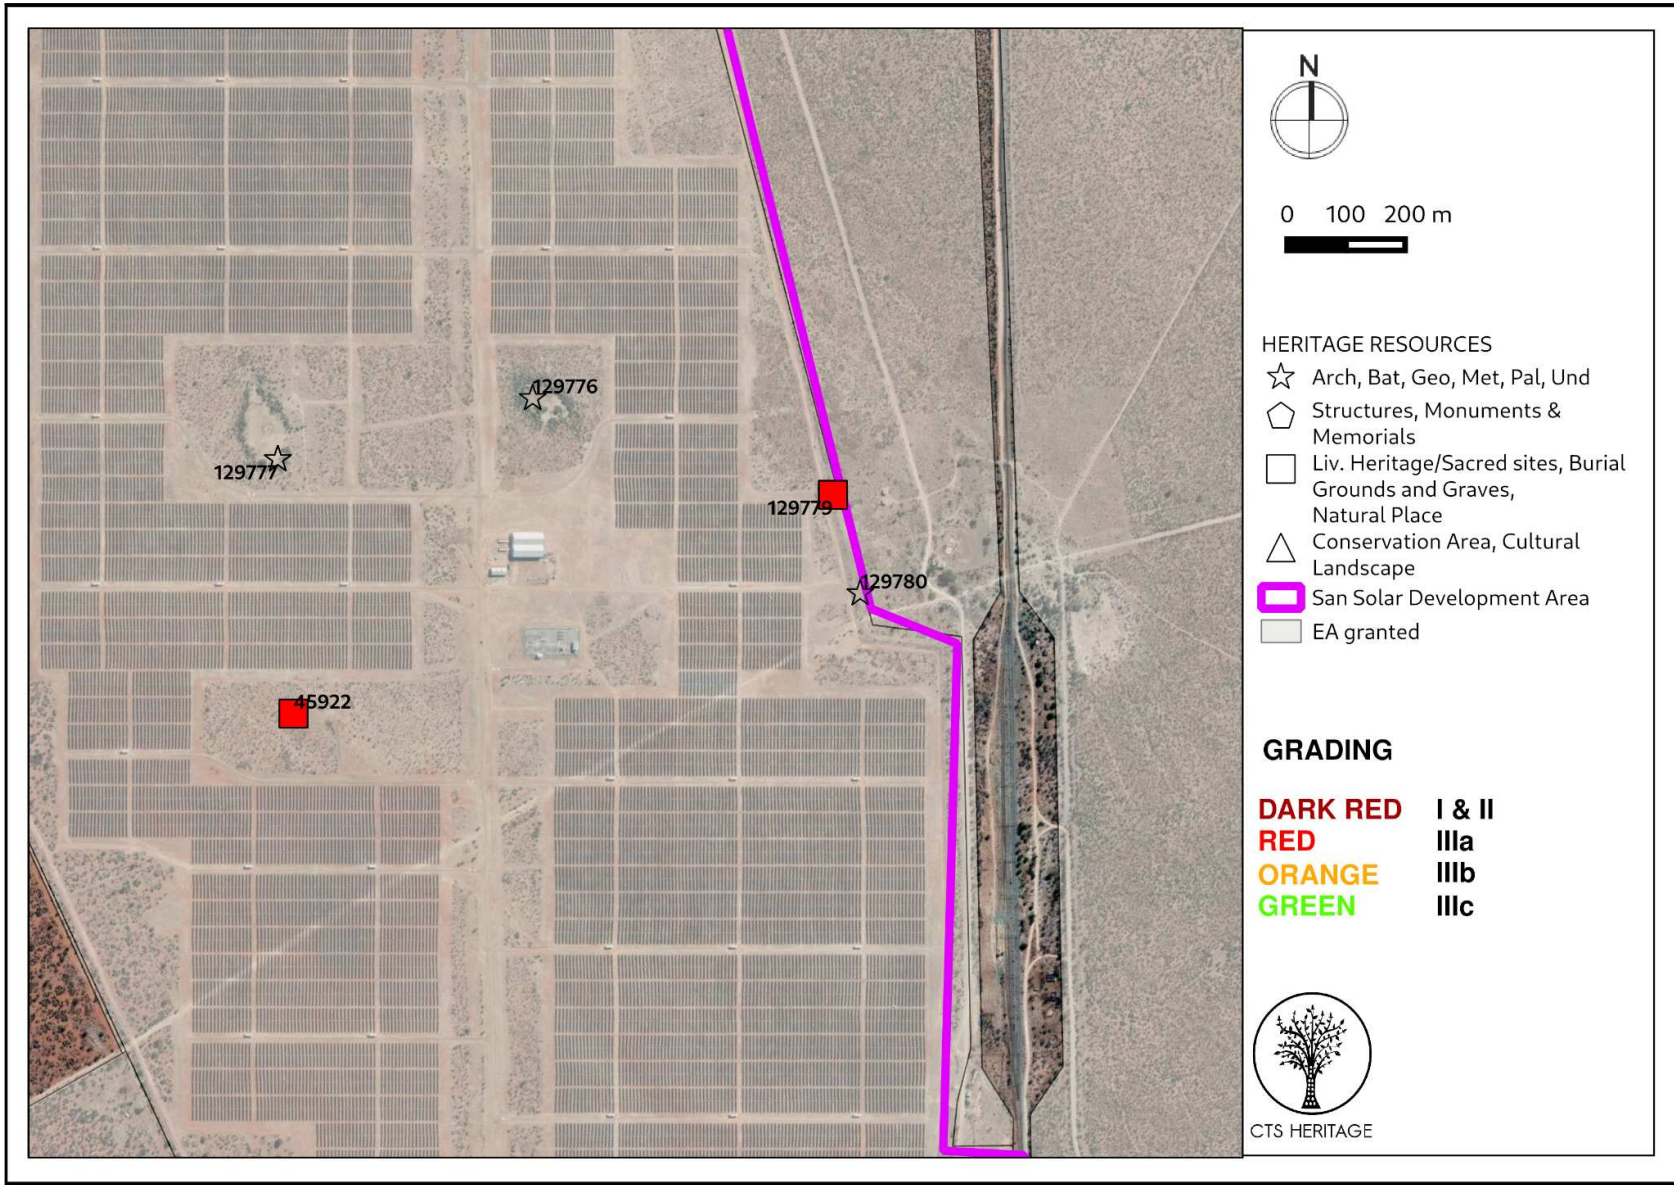 129776
129777
129779
129780
45922
N
0 100 200 m
HERITAGE RESOURCES
Arch, Bat, Geo, Met, Pal, Und
Structures, Monuments &
Memorials
Liv. Heritage/Sacred sites, Burial
Grounds and Graves,
Natural Place
Conservation Area, Cultural
Landscape
San Solar Development Area
EA granted
GRADING
DARK RED I & II
RED IIIa
ORANGE IIIb
GREEN IIIc
CTS HERITAGE